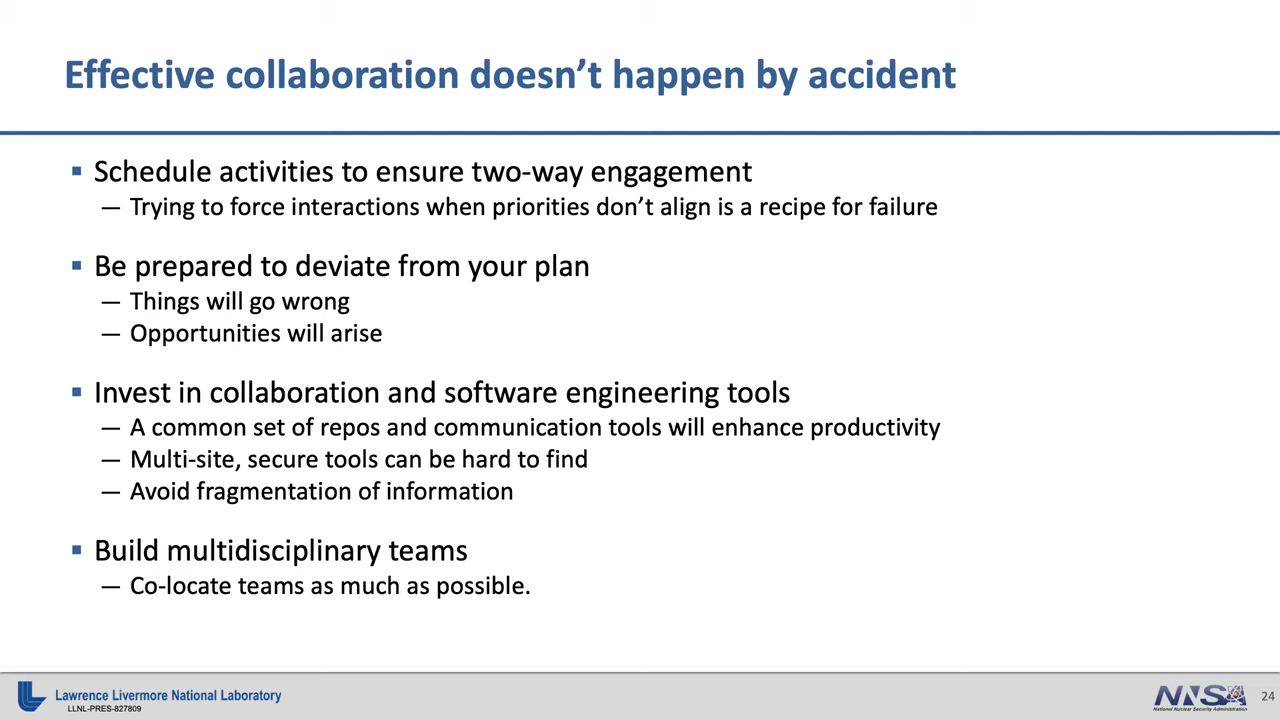 Effective collaboration doesn’t happen by accident
▪ Schedule activities to ensure two-way engagement
— Trying to force interactions when priorities don’t align is a recipe for failure
▪ Be prepared to deviate from your plan
— Things will go wrong
— Opportunities will arise
▪ Invest in collaboration and software engineering tools
— A common set of repos and communication tools will enhance productivity
— Multi-site, secure tools can be hard to find
— Avoid fragmentation of information
▪ Build multidisciplinary teams
— Co-locate teams as much as possible.
Lawrence Livermore National Laboratory
LLNL-PRES-827809
NNSA
National Nuclear Security Administration
24